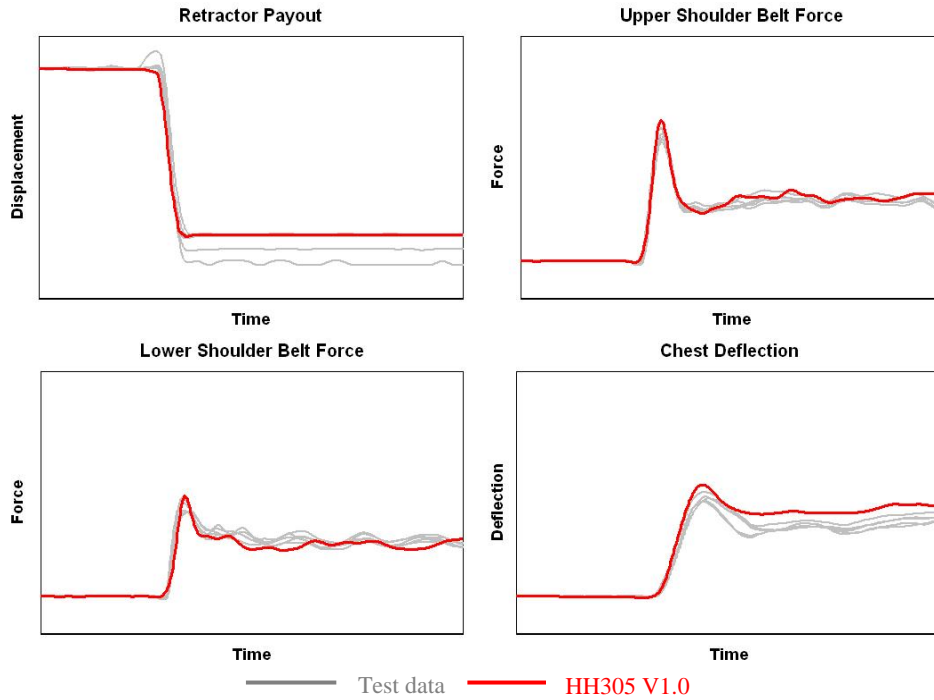 Retractor Payout
Upper Shoulder Belt Force
Displacement
Force
Time
Time
Lower Shoulder Belt Force
Chest Deflection
Force
Deflection
Time
Time
Test data
HH305 V1.0